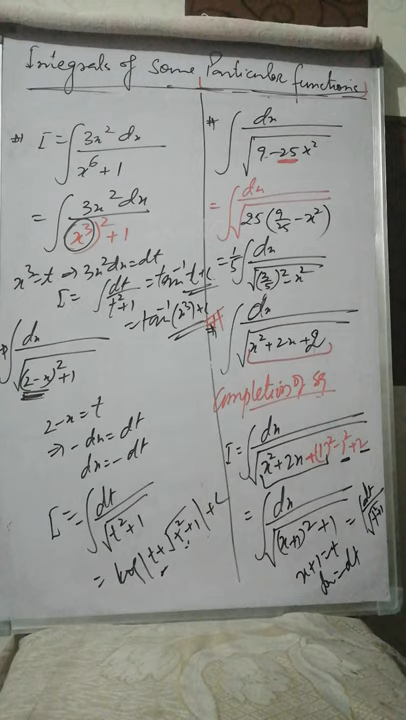 Integrals of Some Particular functions
I = ∫ 3x² dx / x⁶ + 1
= ∫ 3x² dx / (x³)² + 1
x³ = t ⇒ 3x² dx = dt
I = ∫ dt / t² + 1 = tan⁻¹ t + c
= tan⁻¹ (x³) + c
∫ dx / √(2-x)² + 1
2 - x = t
⇒ - dx = dt
dx = - dt
I = - ∫ dt / √t² + 1
= log | t + √t² + 1 | + c
# ∫ dx / √9 - 25x²
= ∫ dx / √25(9/25 - x²)
= 1/5 ∫ dx / √(3/5)² - x²
# ∫ dx / √x² + 2x + 2
Completion of sq
I = ∫ dx / √x² + 2x + (1)² - 1² + 2
= ∫ dx / √(x+1)² + 1 = ∫ dt / √t² + 1
x + 1 = t
dx = dt